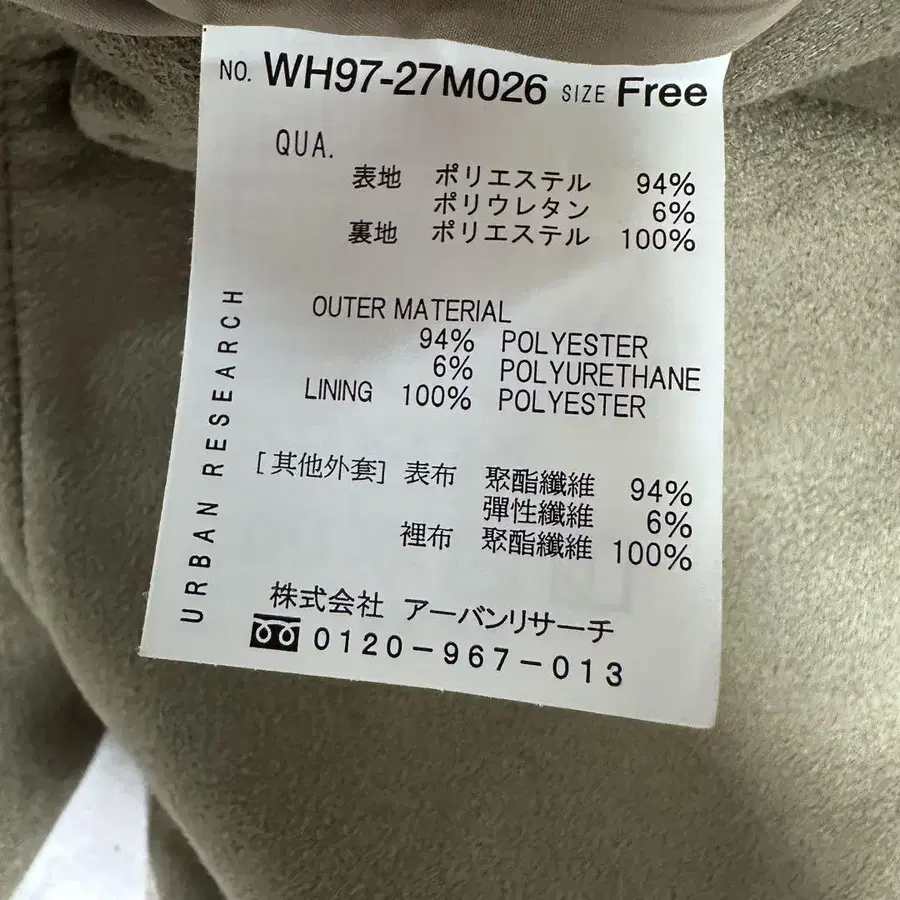 NO. WH97-27M026 SIZE Free
QUA.
表地 ポリエステル 94%
ポリウレタン 6%
裏地 ポリエステル 100%
OUTER MATERIAL
94% POLYESTER
6% POLYURETHANE
LINING 100% POLYESTER
[其他外套] 表布 聚酯纖維 94%
彈性纖維 6%
裡布 聚酯纖維 100%
株式会社 アーバンリサーチ
0120-967-013
URBAN RESEARCH